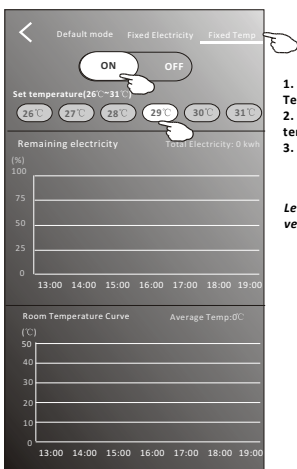 Default mode Fixed Electricity Fixed Temp
ON OFF
Set temperature(26℃~31℃)
26℃ 27℃ 28℃ 29℃ 30℃ 31℃
Remaining electricity Total Electricity: 0 kwh
(%)
100
75
50
25
0
13:00 14:00 15:00 16:00 17:00 18:00 19:00
Room Temperature Curve Average Temp:0℃
(℃)
50
40
30
20
10
0
13:00 14:00 15:00 16:00 17:00 18:00 19:00
1.
Te
2.
ter
3.
Le
ve